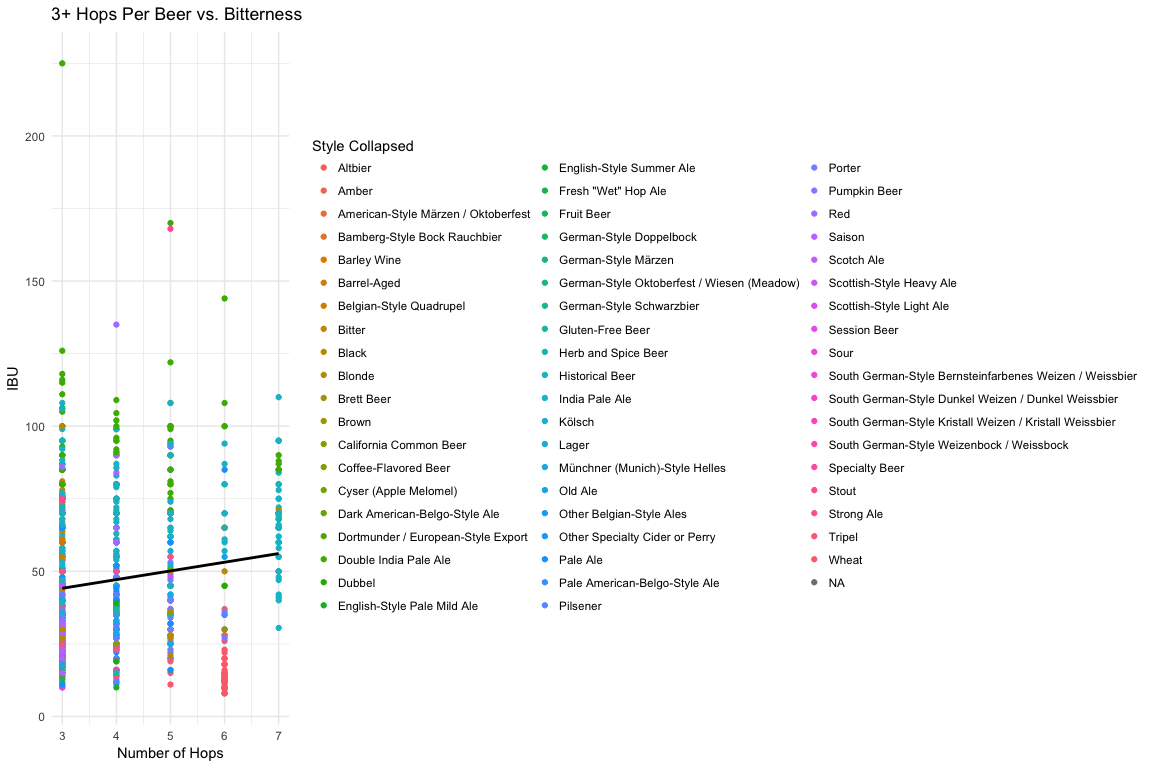 3+ Hops Per Beer vs. Bitterness
IBU
200
150
100
50
0
3 4 5 6 7
Number of Hops
Style Collapsed
Altbier
Amber
American-Style Märzen / Oktoberfest
Bamberg-Style Bock Rauchbier
Barley Wine
Barrel-Aged
Belgian-Style Quadrupel
Bitter
Black
Blonde
Brett Beer
Brown
California Common Beer
Coffee-Flavored Beer
Cyser (Apple Melomel)
Dark American-Belgo-Style Ale
Dortmunder / European-Style Export
Double India Pale Ale
Dubbel
English-Style Pale Mild Ale
English-Style Summer Ale
Fresh "Wet" Hop Ale
Fruit Beer
German-Style Doppelbock
German-Style Märzen
German-Style Oktoberfest / Wiesen (Meadow)
German-Style Schwarzbier
Gluten-Free Beer
Herb and Spice Beer
Historical Beer
India Pale Ale
Kölsch
Lager
Münchner (Munich)-Style Helles
Old Ale
Other Belgian-Style Ales
Other Specialty Cider or Perry
Pale Ale
Pale American-Belgo-Style Ale
Pilsener
Porter
Pumpkin Beer
Red
Saison
Scotch Ale
Scottish-Style Heavy Ale
Scottish-Style Light Ale
Session Beer
Sour
South German-Style Bernsteinfarbenes Weizen / Weissbier
South German-Style Dunkel Weizen / Dunkel Weissbier
South German-Style Kristall Weizen / Kristall Weissbier
South German-Style Weizenbock / Weissbock
Specialty Beer
Stout
Strong Ale
Tripel
Wheat
NA